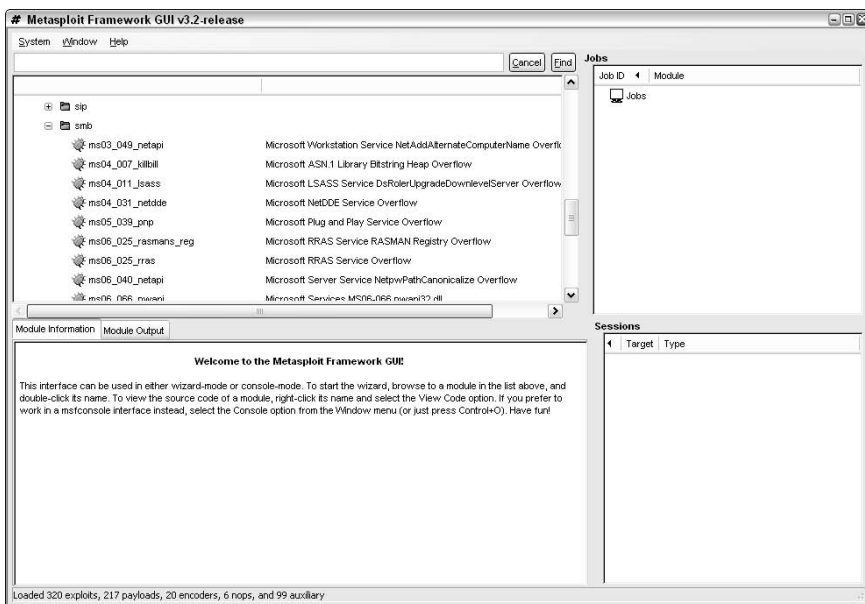 # Metasploit Framework GUI v3.2-release
System Window Help
Cancel Find
sip
smb
ms03_049_netapi Microsoft Workstation Service NetAddAlternateComputerName Overflo
ms04_007_killbill Microsoft ASN.1 Library Bitstring Heap Overflow
ms04_011_lsass Microsoft LSASS Service DsRolerUpgradeDownlevelServer Overflow
ms04_031_netdde Microsoft NetDDE Service Overflow
ms05_039_pnp Microsoft Plug and Play Service Overflow
ms06_025_rasmans_reg Microsoft RRAS Service RASMAN Registry Overflow
ms06_025_rras Microsoft RRAS Service Overflow
ms06_040_netapi Microsoft Server Service NetpwPathCanonicalize Overflow
ms06_066_nwapi Microsoft Services MS06-066 nwapi32.dll
Jobs
Job ID Module
Jobs
Module Information Module Output
Welcome to the Metasploit Framework GUI!
This interface can be used in either wizard-mode or console-mode. To start the wizard, browse to a module in the list above, and
double-click its name. To view the source code of a module, right-click its name and select the View Code option. If you prefer to
work in a msfconsole interface instead, select the Console option from the Window menu (or just press Control+O). Have fun!
Sessions
Target Type
Loaded 320 exploits, 217 payloads, 20 encoders, 6 nops, and 99 auxiliary